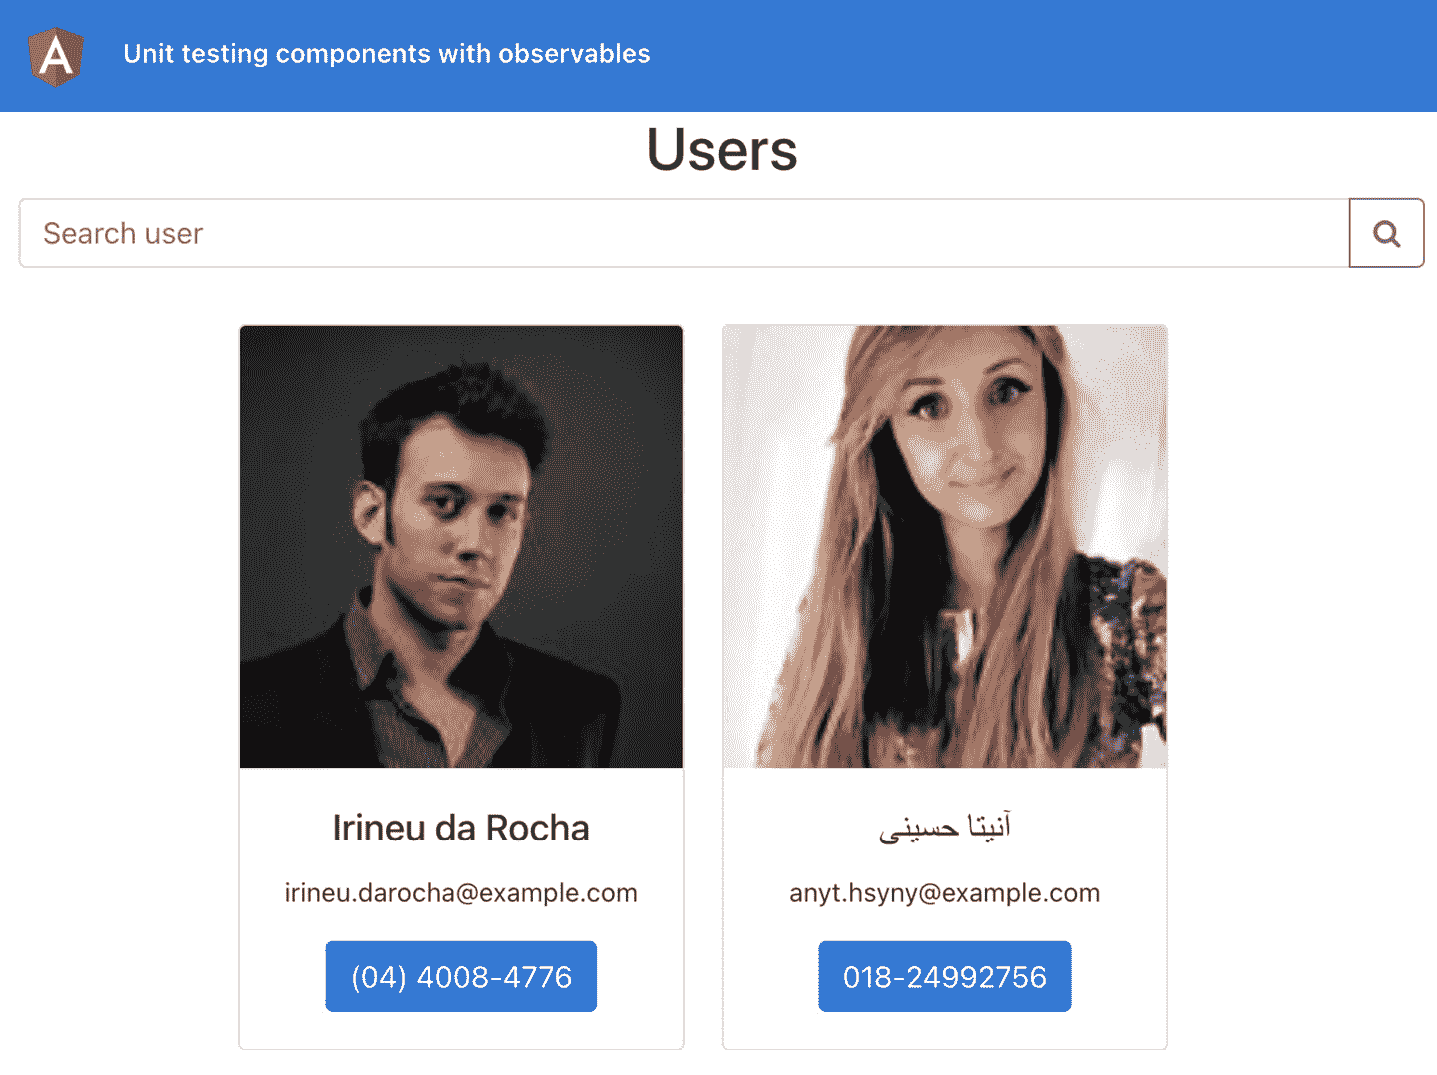 A
Unit testing components with observables
Users
Search user
Irineu da Rocha
irineu.darocha@example.com
(04) 4008-4776
آنیتا حسینی
anyt.hsyny@example.com
018-24992756